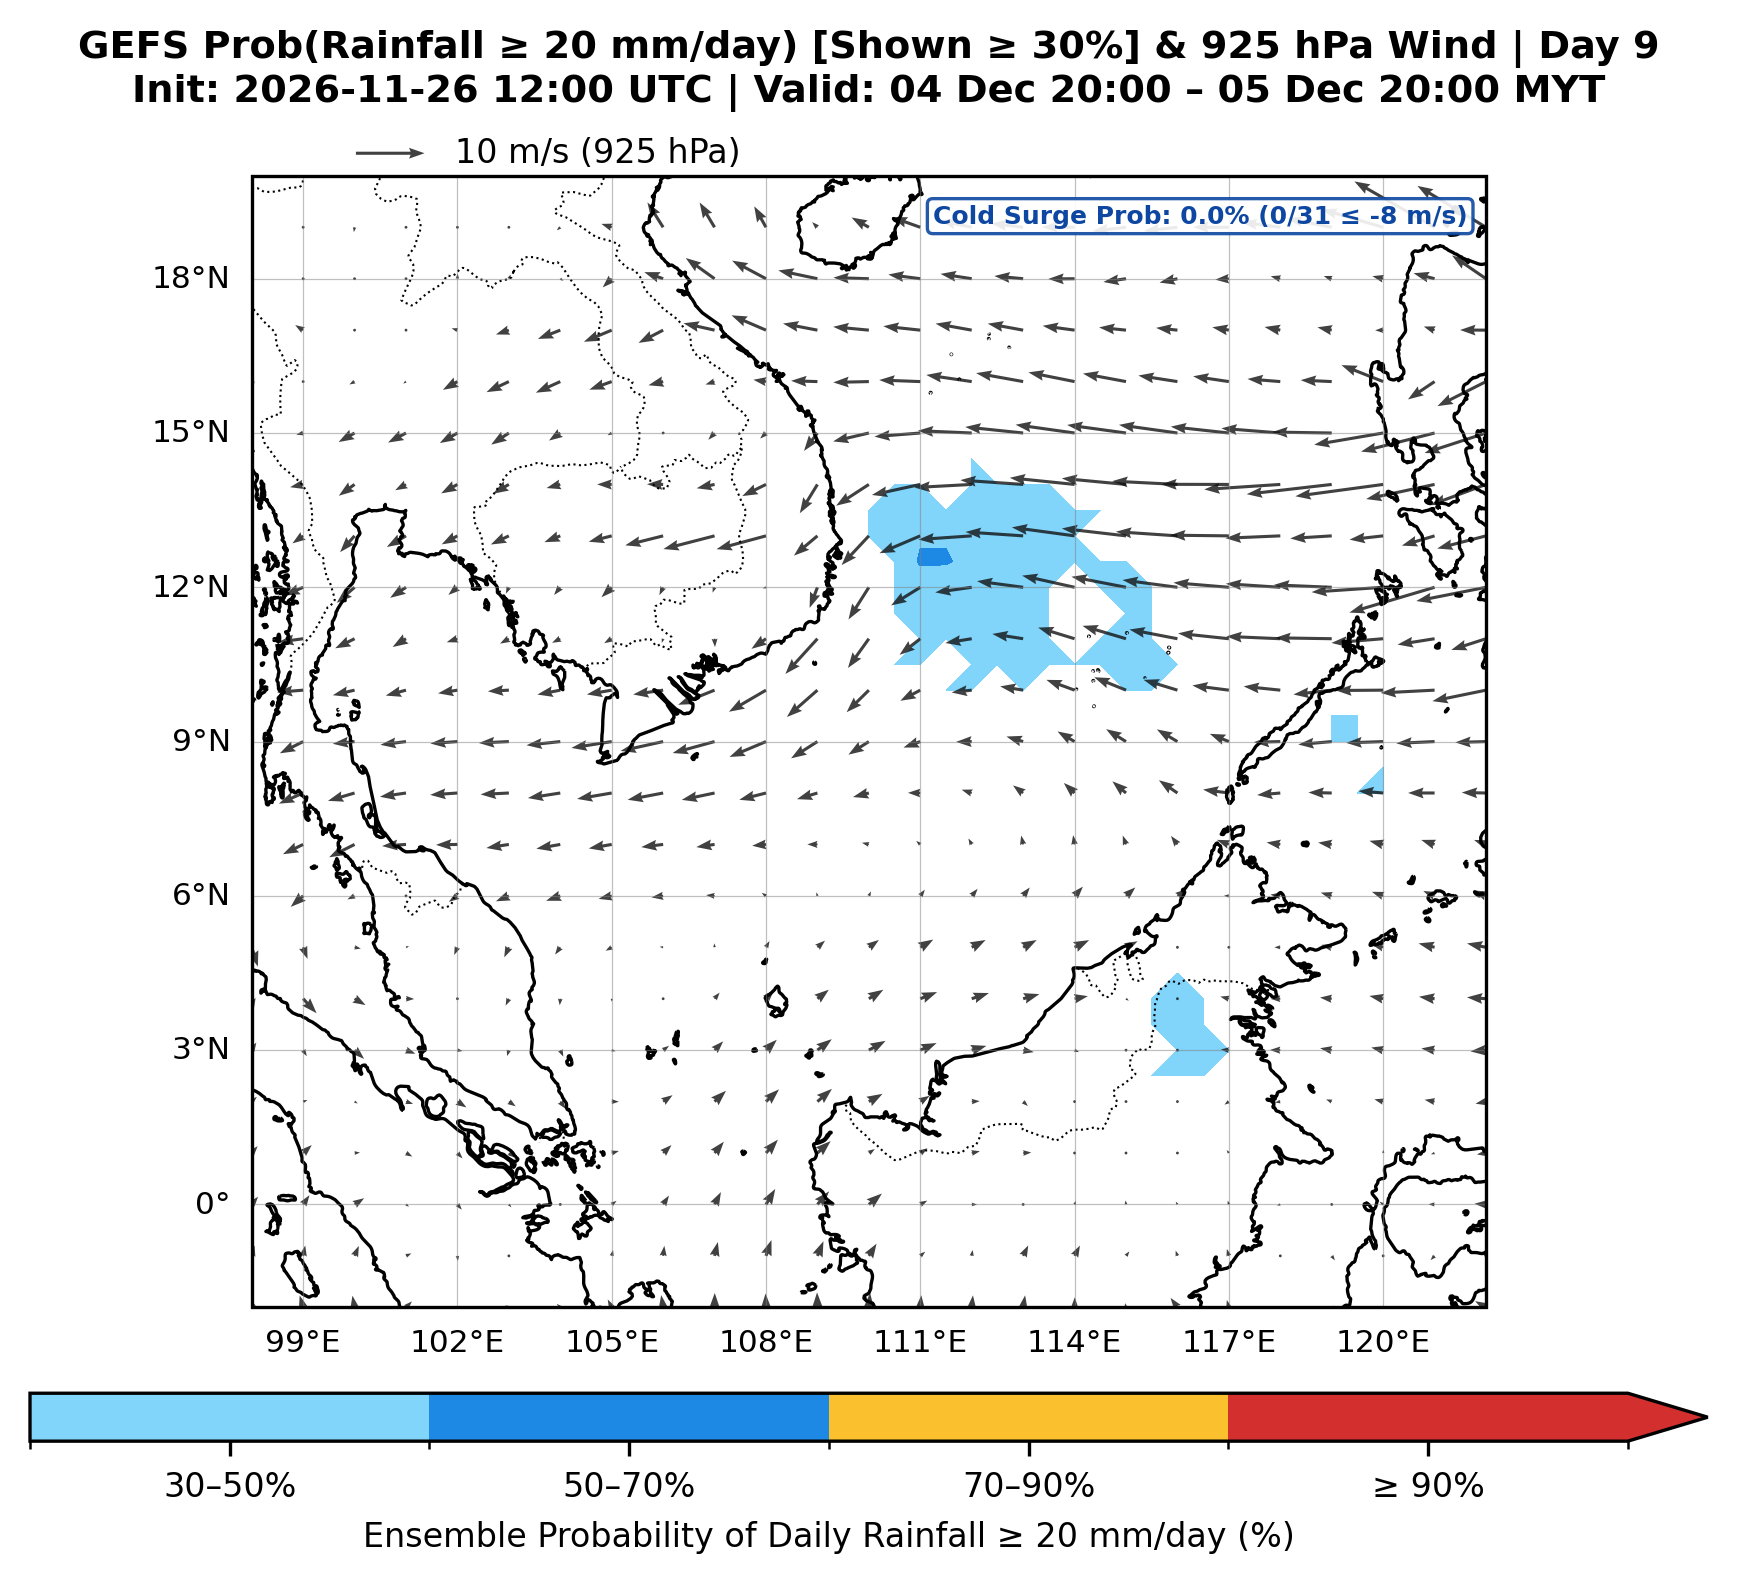 GEFS Prob(Rainfall ≥ 20 mm/day) [Shown ≥ 30%] & 925 hPa Wind | Day 9
Init: 2026-11-26 12:00 UTC | Valid: 04 Dec 20:00 – 05 Dec 20:00 MYT
10 m/s (925 hPa)
Cold Surge Prob: 0.0% (0/31 ≤ -8 m/s)
18°N
15°N
12°N
9°N
6°N
3°N
0°
99°E 102°E 105°E 108°E 111°E 114°E 117°E 120°E
30–50% 50–70% 70–90% ≥ 90%
Ensemble Probability of Daily Rainfall ≥ 20 mm/day (%)